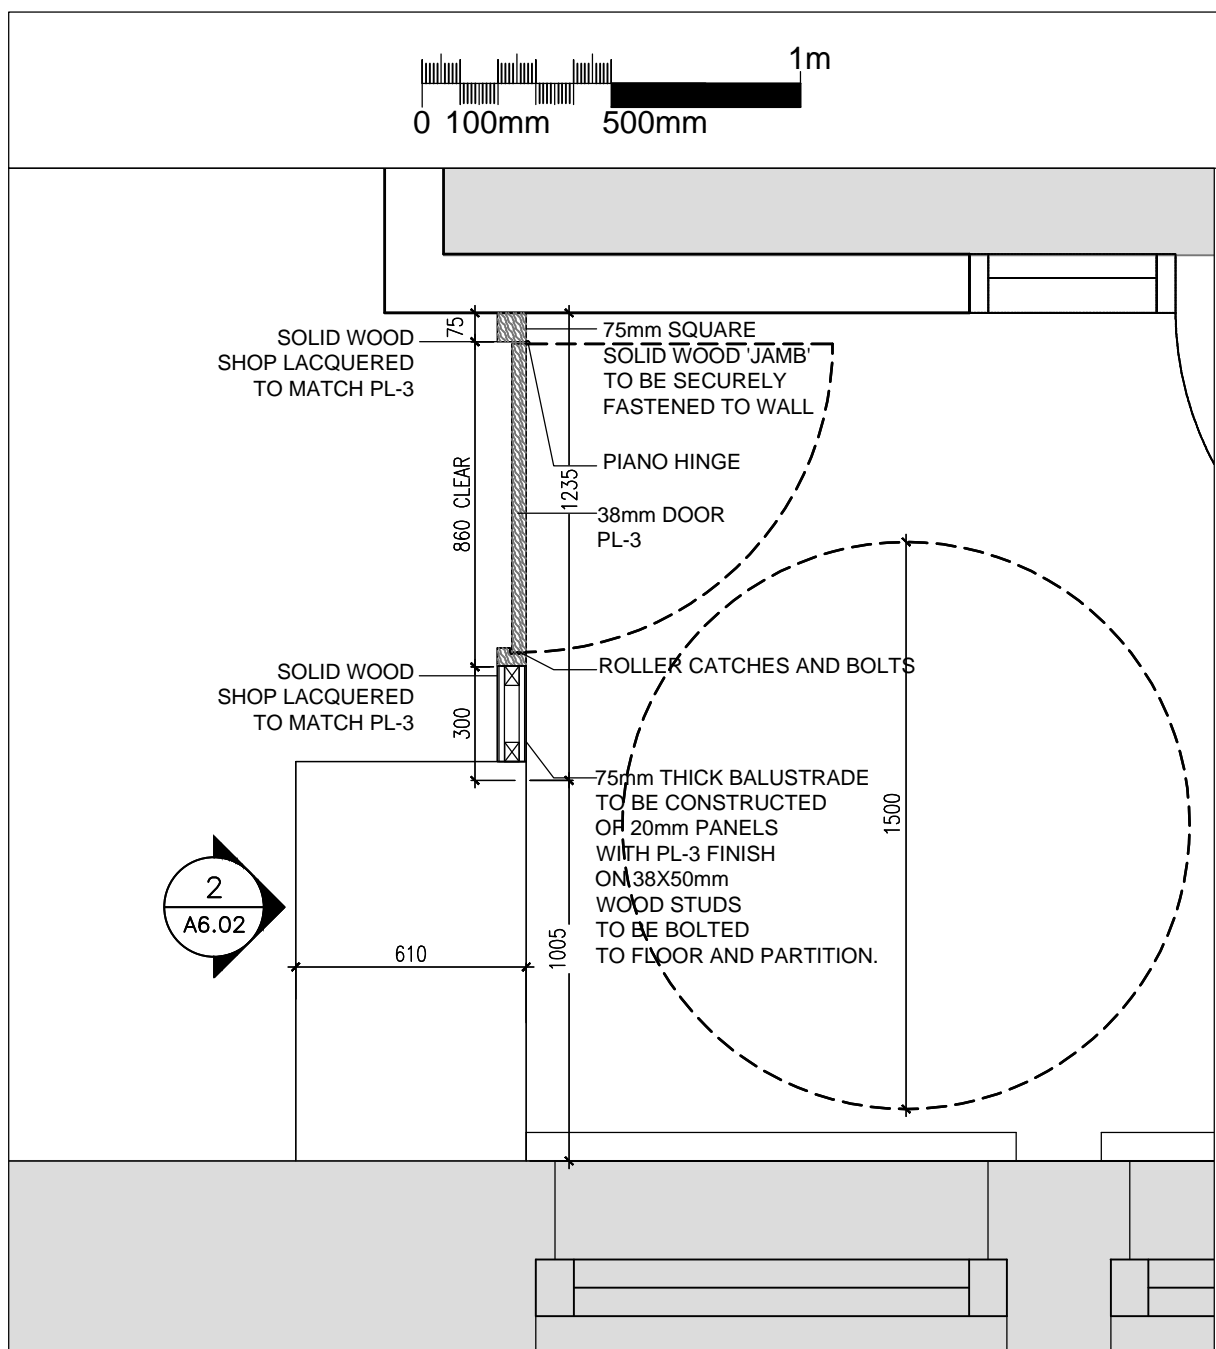 1m
0 100mm 500mm
75
SOLID WOOD
SHOP LACQUERED
TO MATCH PL-3
75mm SQUARE
SOLID WOOD 'JAMB'
TO BE SECURELY
FASTENED TO WALL
860 CLEAR
1235
PIANO HINGE
38mm DOOR
PL-3
SOLID WOOD
SHOP LACQUERED
TO MATCH PL-3
300
ROLLER CATCHES AND BOLTS
75mm THICK BALUSTRADE
TO BE CONSTRUCTED
OF 20mm PANELS
WITH PL-3 FINISH
ON 38X50mm
WOOD STUDS
TO BE BOLTED
TO FLOOR AND PARTITION.
1500
2
A6.02
610
1005